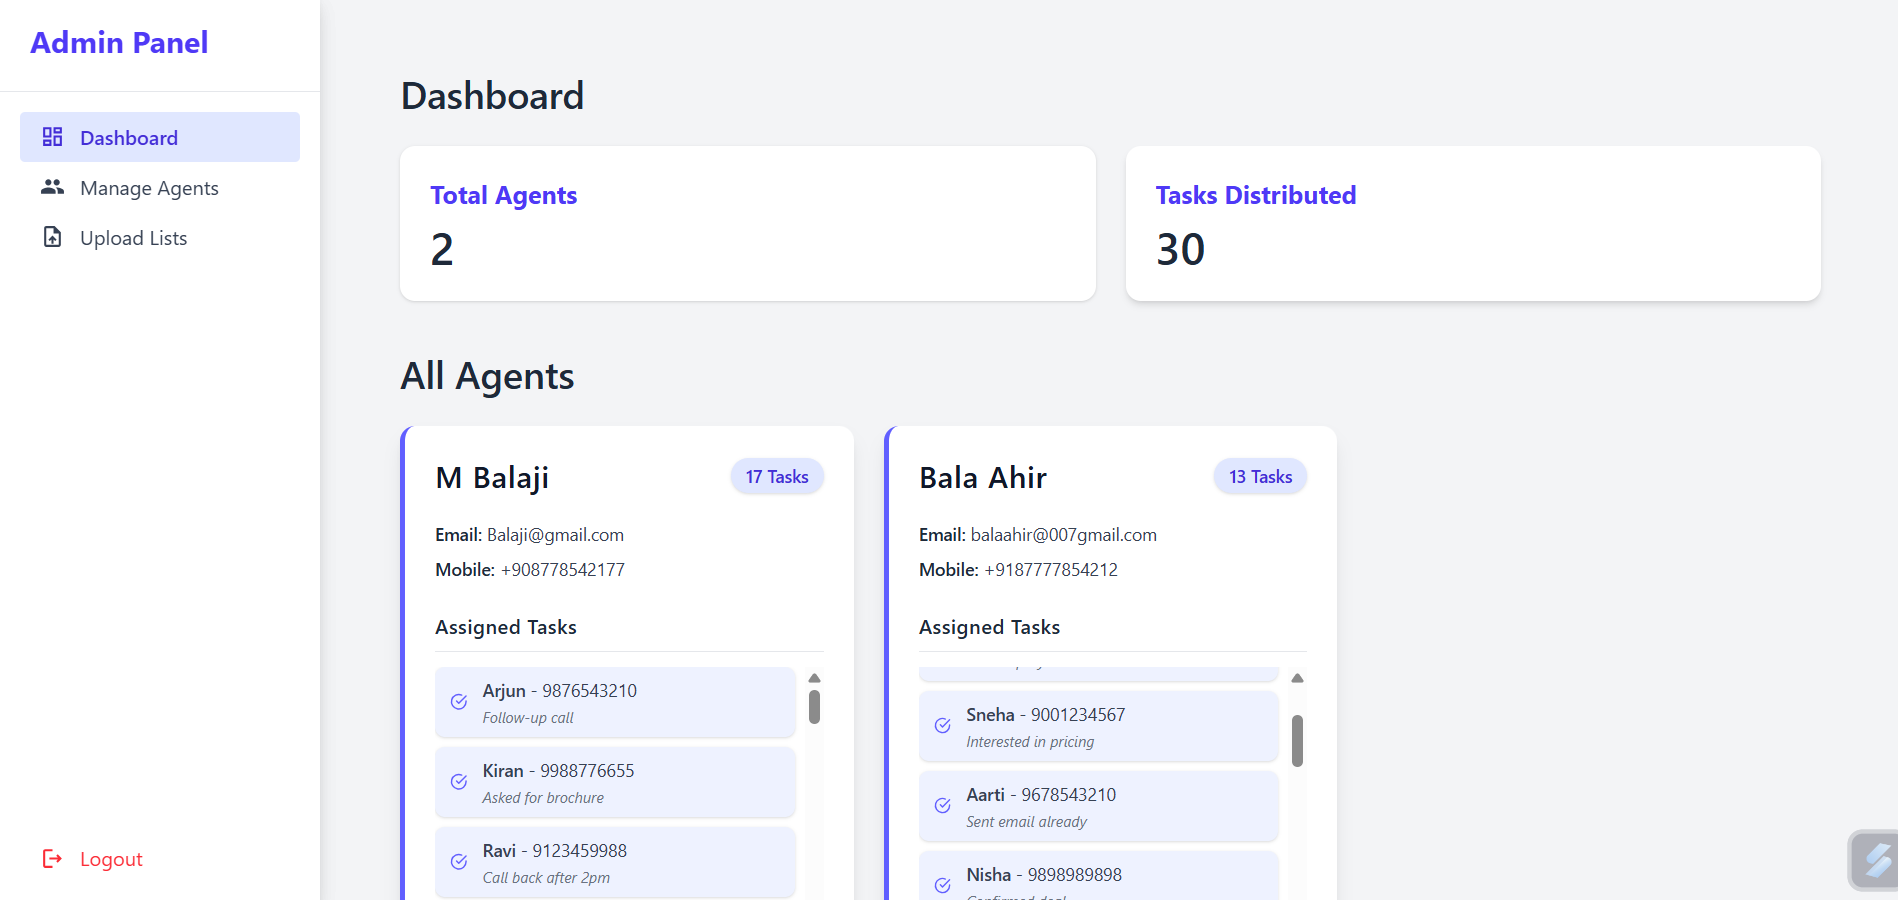 Admin Panel
Dashboard
Manage Agents
Upload Lists
Logout
Dashboard
Total Agents
2
Tasks Distributed
30
All Agents
M Balaji
17 Tasks
Email: Balaji@gmail.com
Mobile: +908778542177
Assigned Tasks
Arjun - 9876543210
Follow-up call
Kiran - 9988776655
Asked for brochure
Ravi - 9123459988
Call back after 2pm
Bala Ahir
13 Tasks
Email: balaahir@007gmail.com
Mobile: +9187777854212
Assigned Tasks
Sneha - 9001234567
Interested in pricing
Aarti - 9678543210
Sent email already
Nisha - 9898989898
Confirmed deal